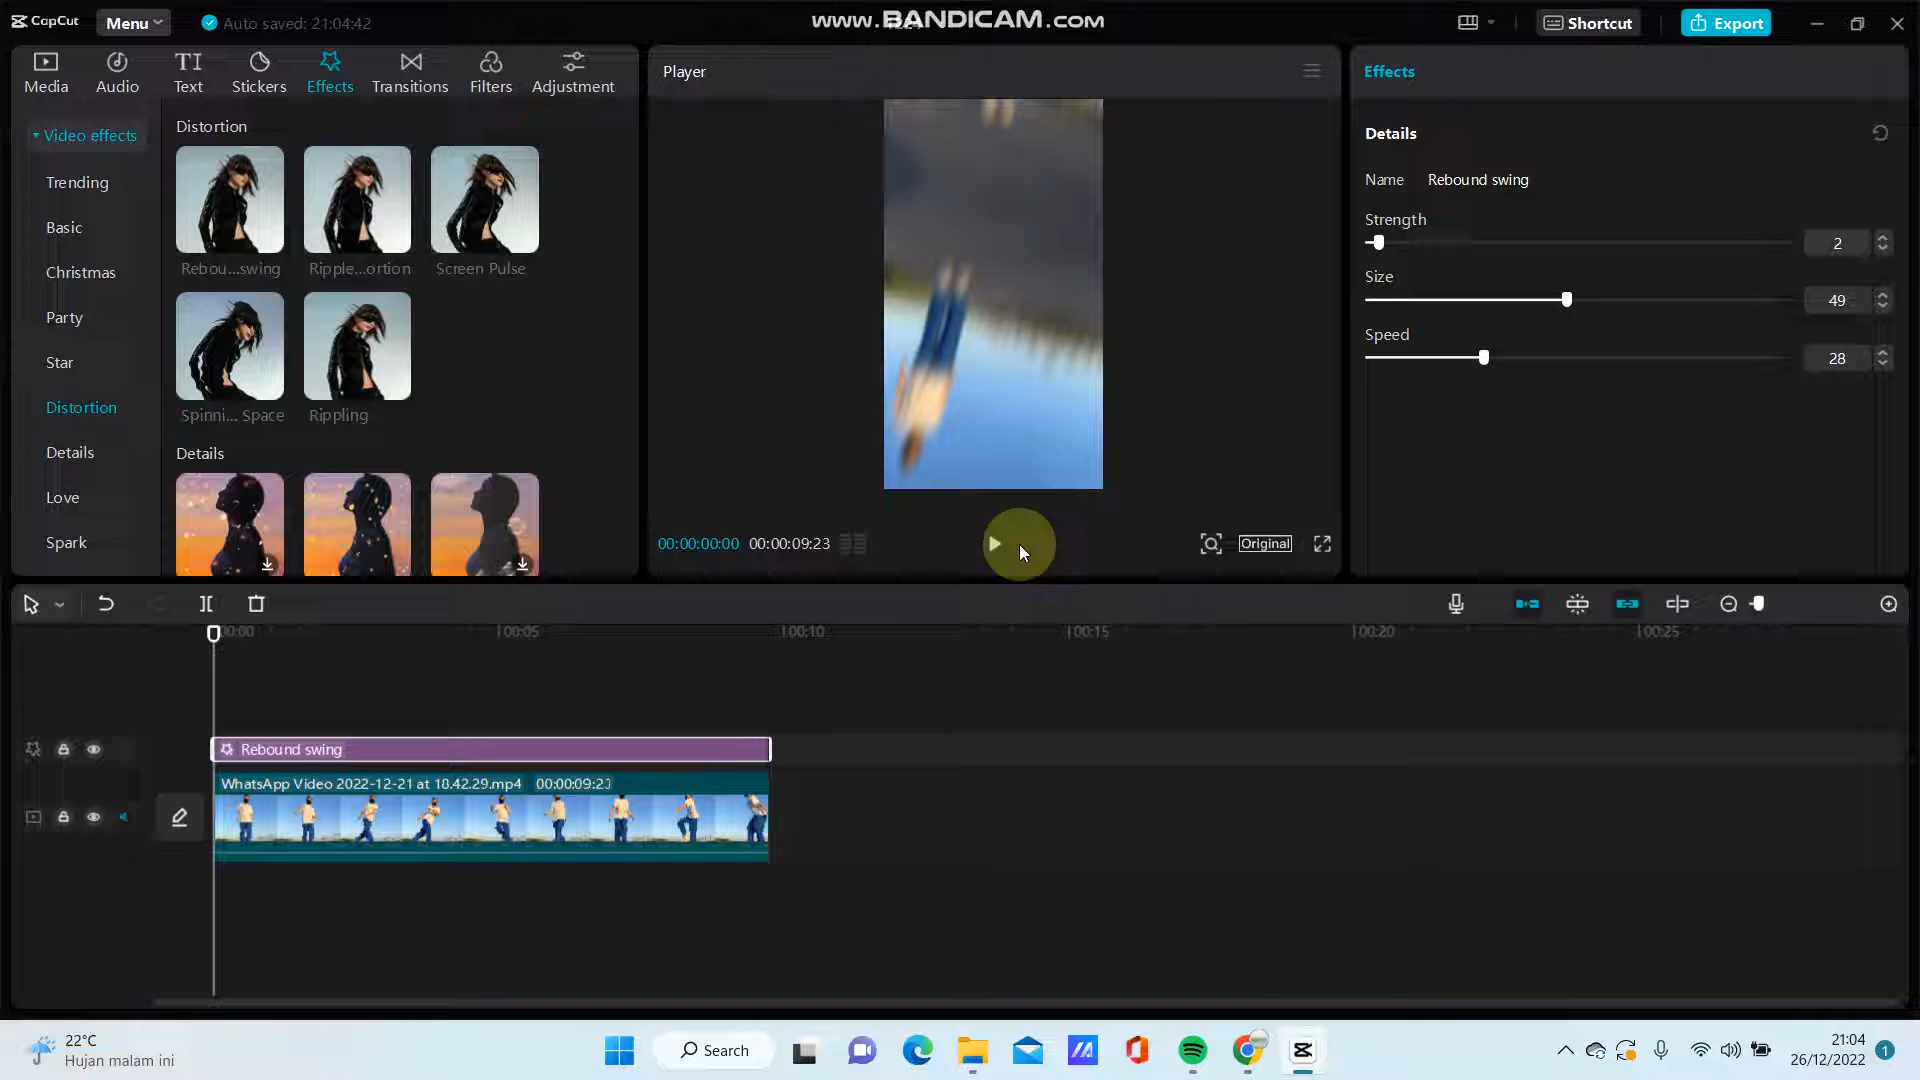 CapCut
Menu
Auto saved: 21:04:42
www.BANDICAM.com
Shortcut
Export
Media
Audio
Text
Stickers
Effects
Transitions
Filters
Adjustment
Player
Effects
Video effects
Trending
Basic
Christmas
Party
Star
Distortion
Details
Love
Spark
Distortion
Rebou...swing
Ripple...ortion
Screen Pulse
Spinni... Space
Rippling
Details
00:00:00:00
00:00:09:23
Original
Details
Name
Rebound swing
Strength
2
Size
49
Speed
28
00:00
00:05
00:10
00:15
00:20
00:25
Rebound swing
WhatsApp Video 2022-12-21 at 18.42.29.mp4
00:00:09:23
22°C
Hujan malam ini
Search
21:04
26/12/2022
1